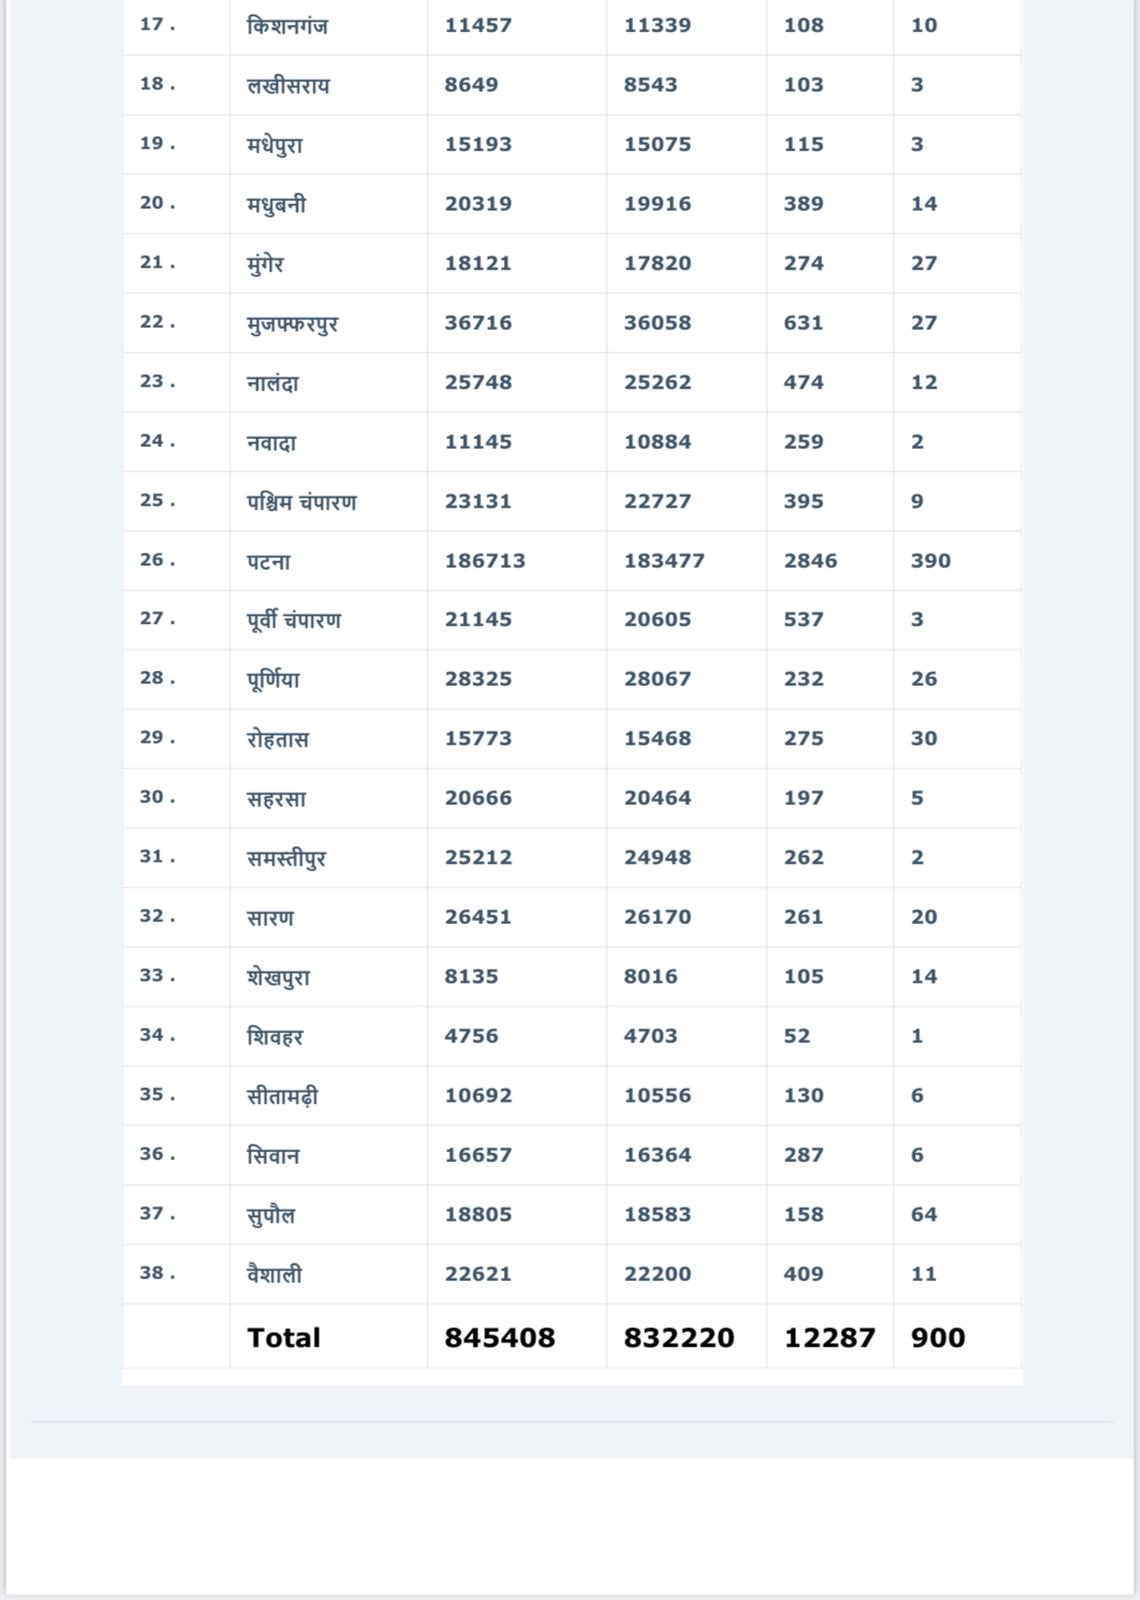 17 . किशनगंज 11457 11339 108 10
18 . लखीसराय 8649 8543 103 3
19 . मधेपुरा 15193 15075 115 3
20 . मधुबनी 20319 19916 389 14
21 . मुंगेर 18121 17820 274 27
22 . मुजफ्फरपुर 36716 36058 631 27
23 . नालंदा 25748 25262 474 12
24 . नवादा 11145 10884 259 2
25 . पश्चिम चंपारण 23131 22727 395 9
26 . पटना 186713 183477 2846 390
27 . पूर्वी चंपारण 21145 20605 537 3
28 . पूर्णिया 28325 28067 232 26
29 . रोहतास 15773 15468 275 30
30 . सहरसा 20666 20464 197 5
31 . समस्तीपुर 25212 24948 262 2
32 . सारण 26451 26170 261 20
33 . शेखपुरा 8135 8016 105 14
34 . शिवहर 4756 4703 52 1
35 . सीतामढ़ी 10692 10556 130 6
36 . सिवान 16657 16364 287 6
37 . सुपौल 18805 18583 158 64
38 . वैशाली 22621 22200 409 11
Total 845408 832220 12287 900